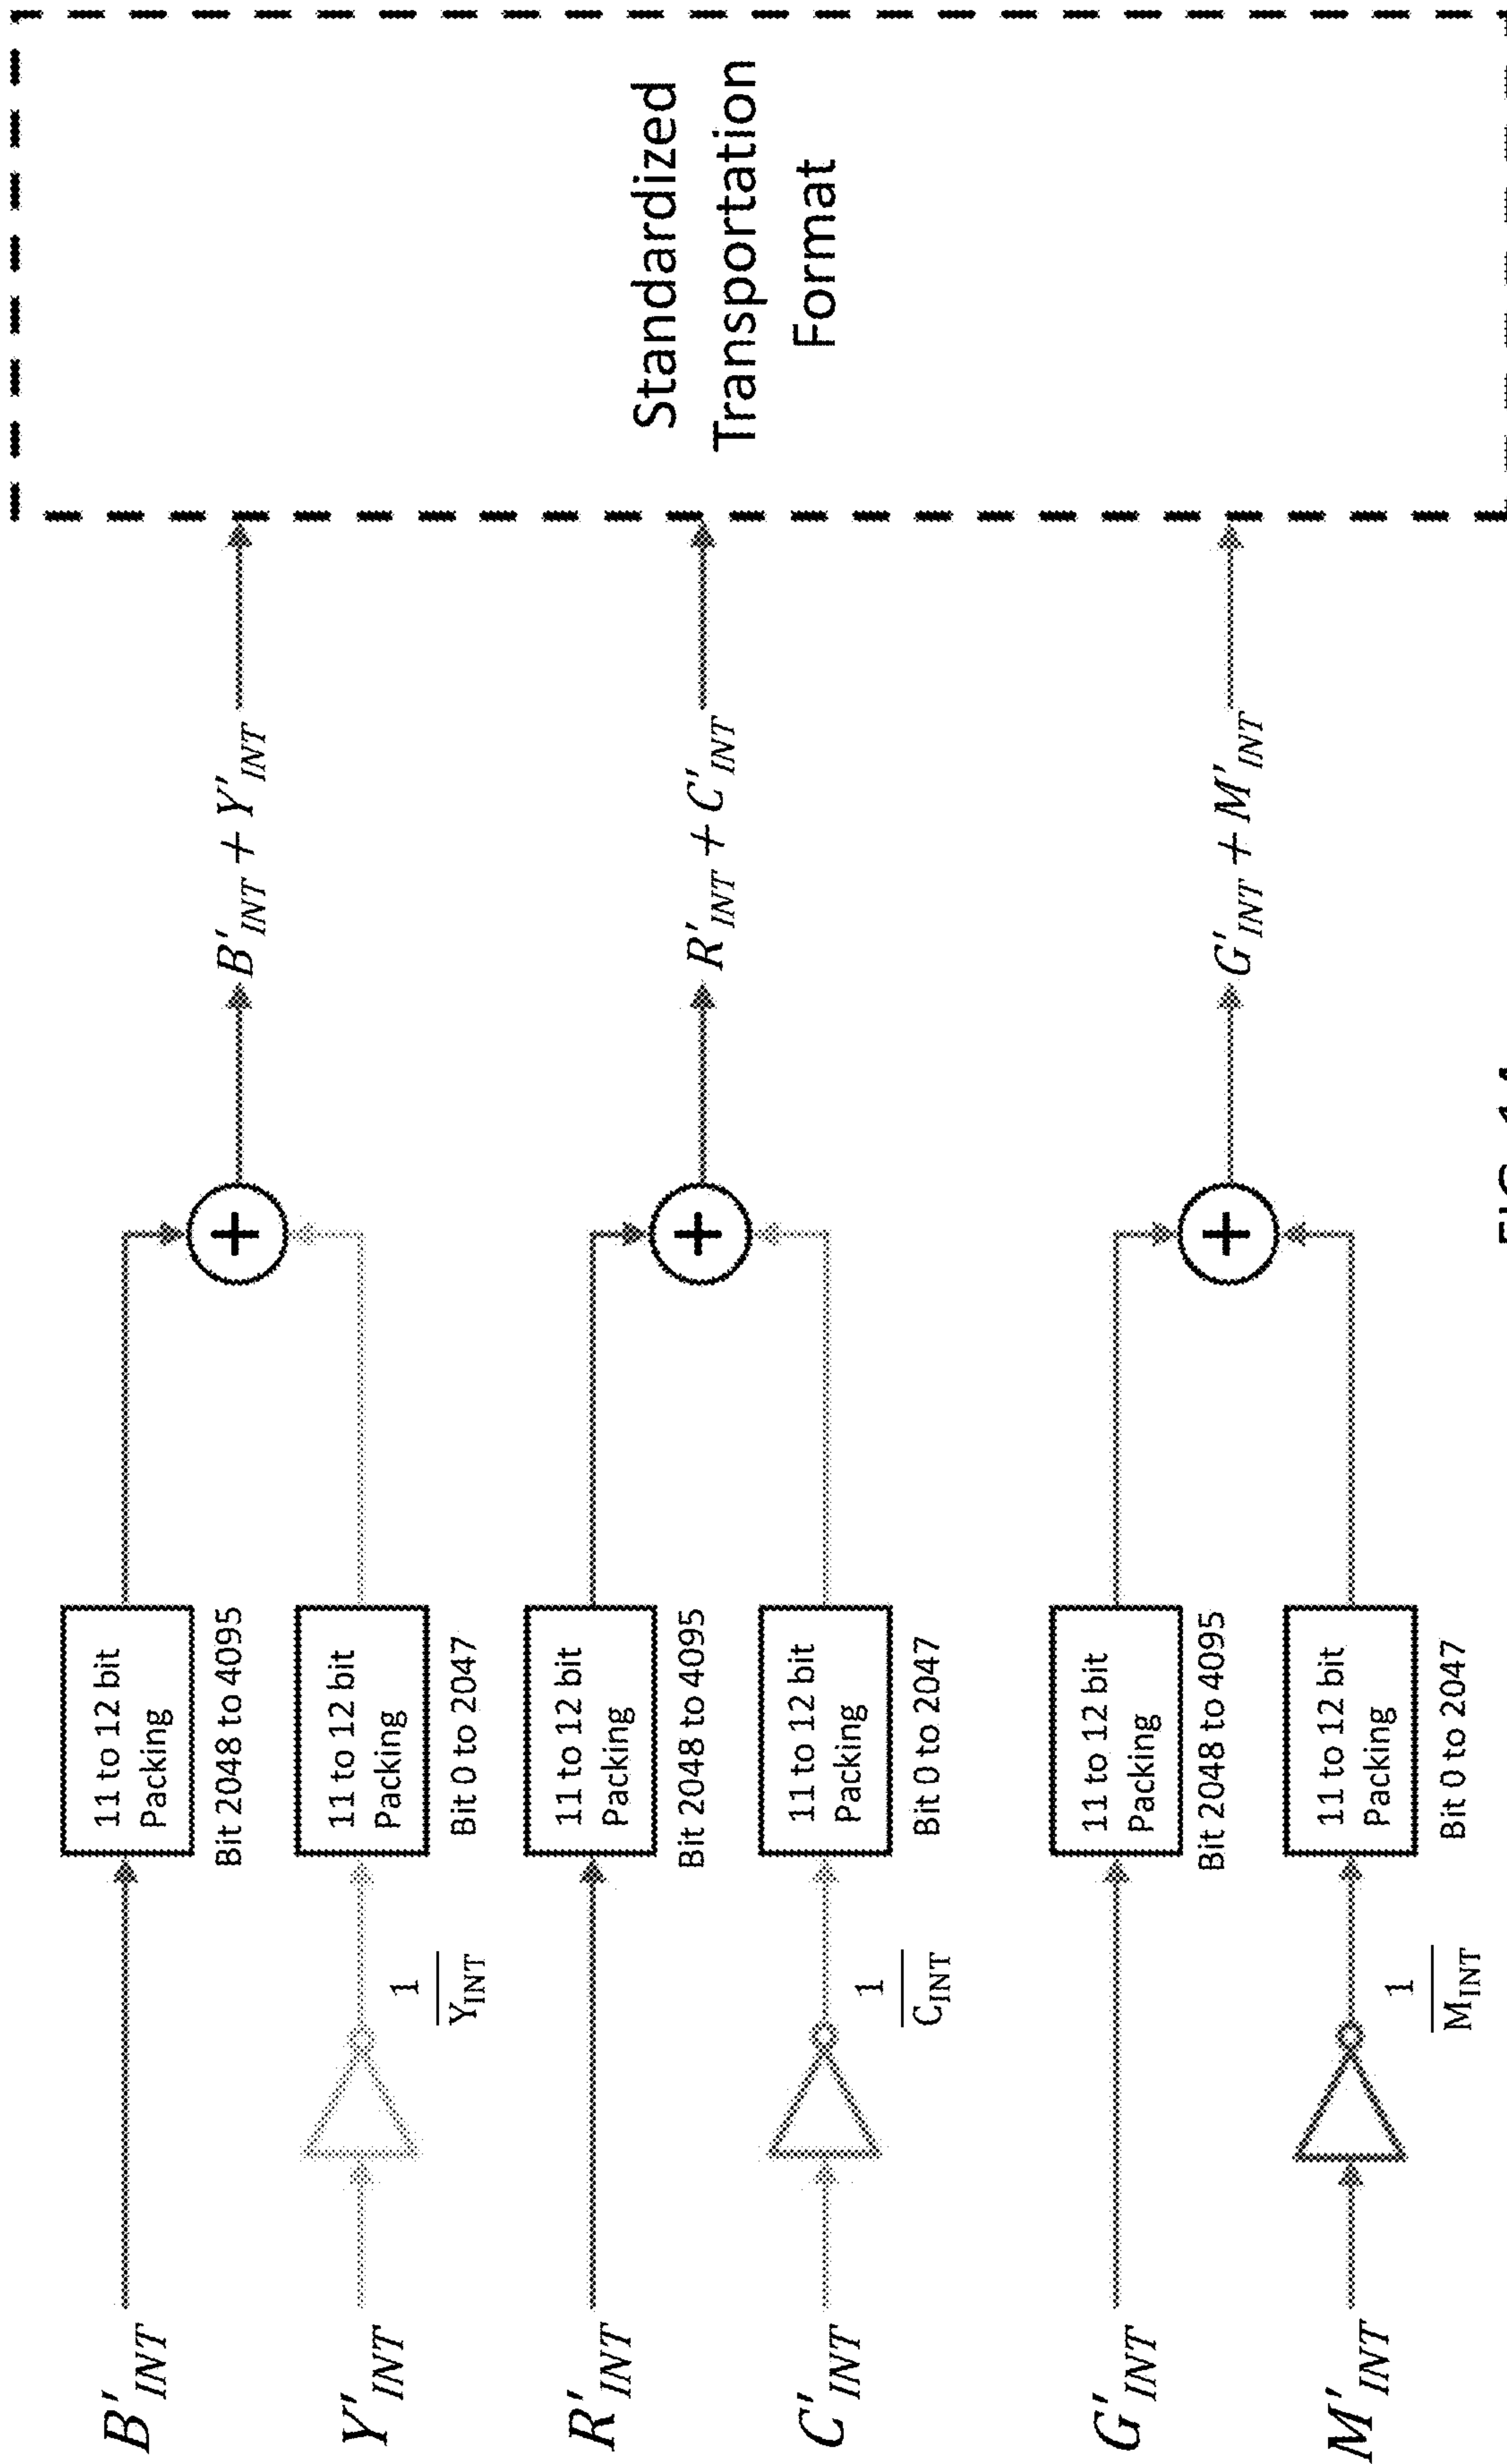 B'INT
11 to 12 bit
Packing
Bit 2048 to 4095
Y'INT
1
YINT
11 to 12 bit
Packing
Bit 0 to 2047
+
B'INT + Y'INT
R'INT
11 to 12 bit
Packing
Bit 2048 to 4095
C'INT
1
CINT
11 to 12 bit
Packing
Bit 0 to 2047
+
R'INT + C'INT
G'INT
11 to 12 bit
Packing
Bit 2048 to 4095
M'INT
1
MINT
11 to 12 bit
Packing
Bit 0 to 2047
+
G'INT + M'INT
Standardized
Transportation
Format